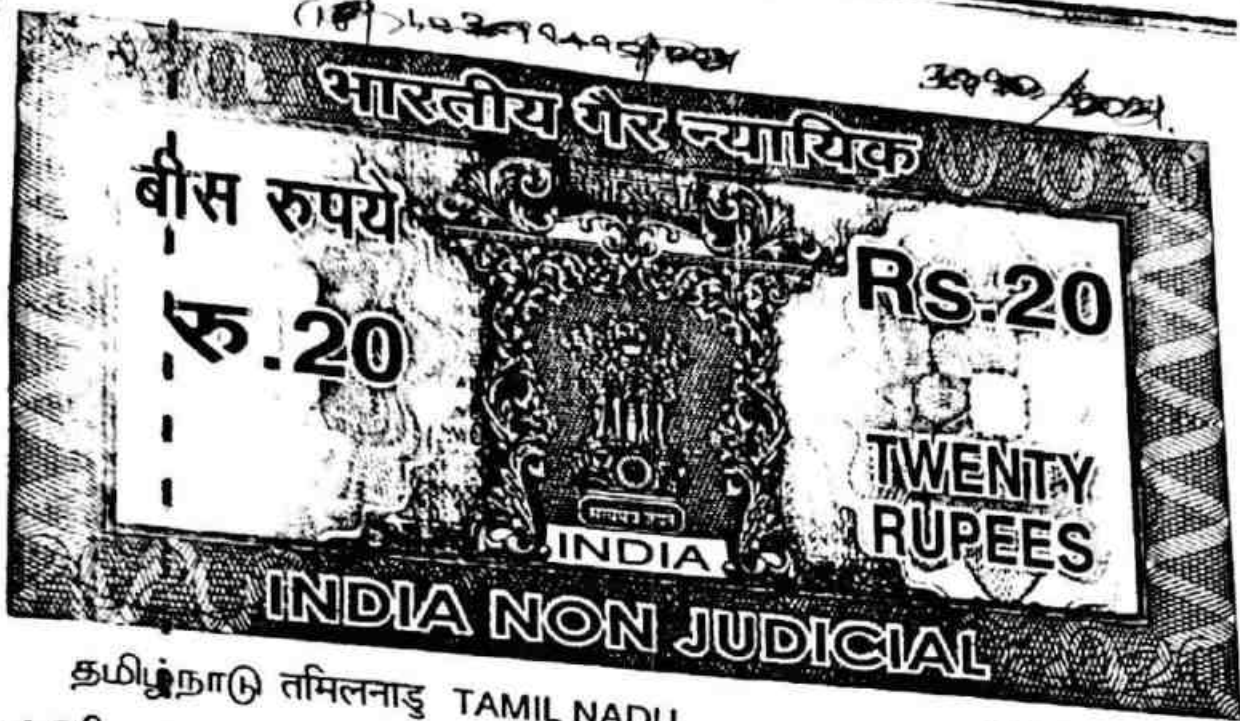 भारतीय गैर न्यायिक
बीस रुपये
रु.20
Rs.20
TWENTY
RUPEES
INDIA
INDIA NON JUDICIAL
தமிழ்நாடு तमिलनाडु TAMIL NADU